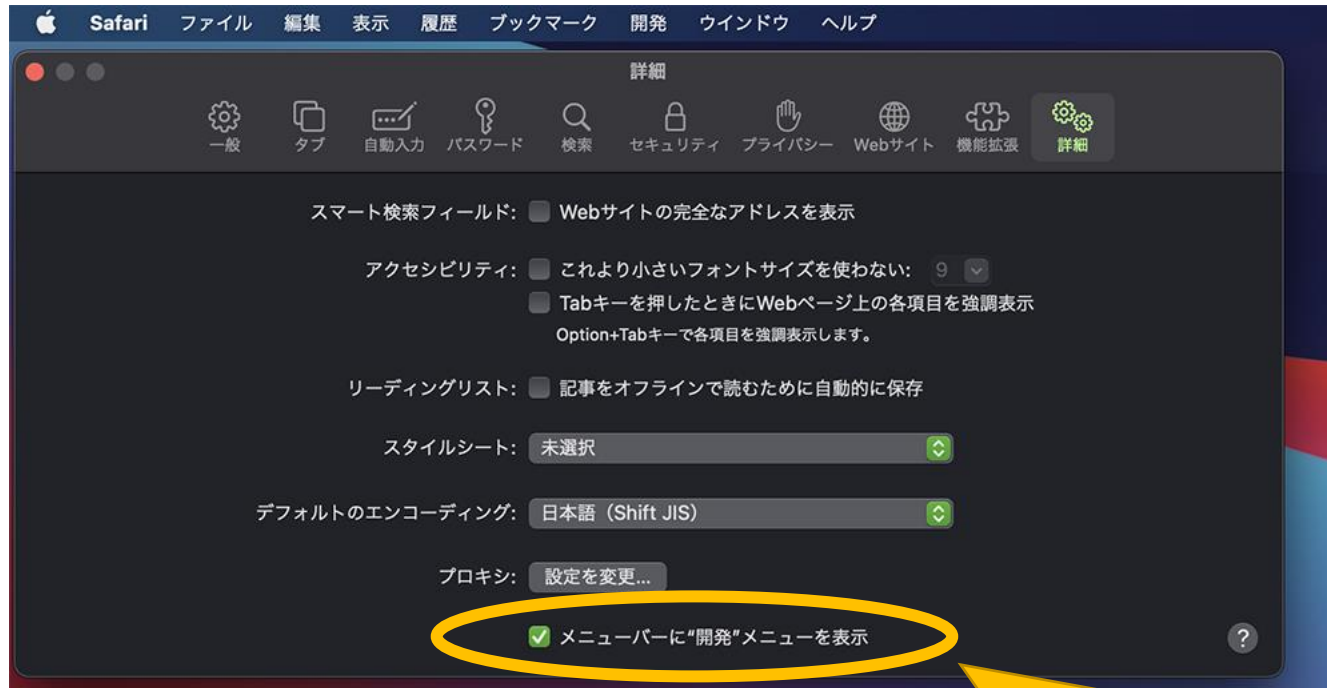 Safari ファイル 編集 表示 履歴 ブックマーク 開発 ウインドウ ヘルプ
詳細
一般 タブ 自動入力 パスワード 検索 セキュリティ プライバシー Webサイト 機能拡張 詳細
スマート検索フィールド: Webサイトの完全なアドレスを表示
アクセシビリティ: これより小さいフォントサイズを使わない: 9
Tabキーを押したときにWebページ上の各項目を強調表示
Option+Tabキーで各項目を強調表示します。
リーディングリスト: 記事をオフラインで読むために自動的に保存
スタイルシート: 未選択
デフォルトのエンコーディング: 日本語（Shift JIS）
プロキシ: 設定を変更...
メニューバーに“開発”メニューを表示 ?